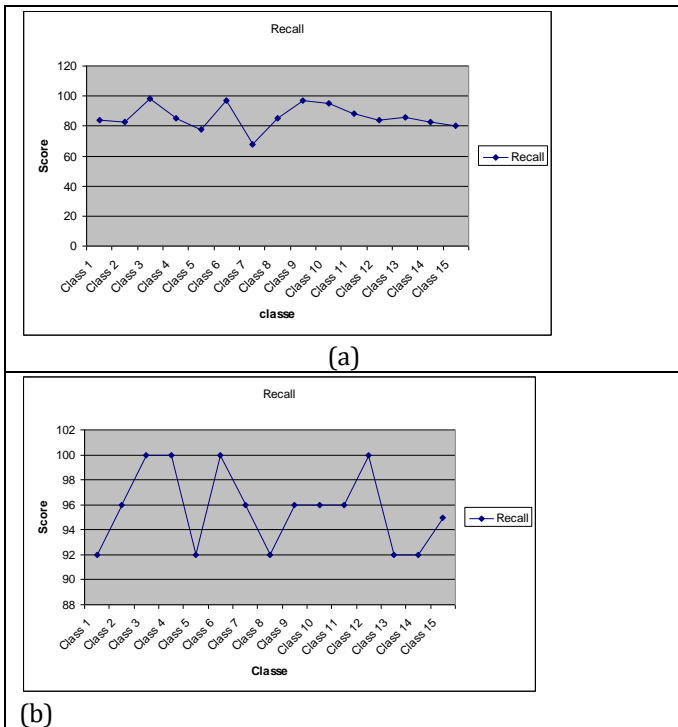 Recall
120
100
80
60
40
20
0
Score
Class 1
Class 2
Class 3
Class 4
Class 5
Class 6
Class 7
Class 8
Class 9
Class 10
Class 11
Class 12
Class 13
Class 14
Class 15
classe
Recall
(a)
Recall
102
100
98
96
94
92
90
88
Score
Class 1
Class 2
Class 3
Class 4
Class 5
Class 6
Class 7
Class 8
Class 9
Class 10
Class 11
Class 12
Class 13
Class 14
Class 15
Classe
Recall
(b)